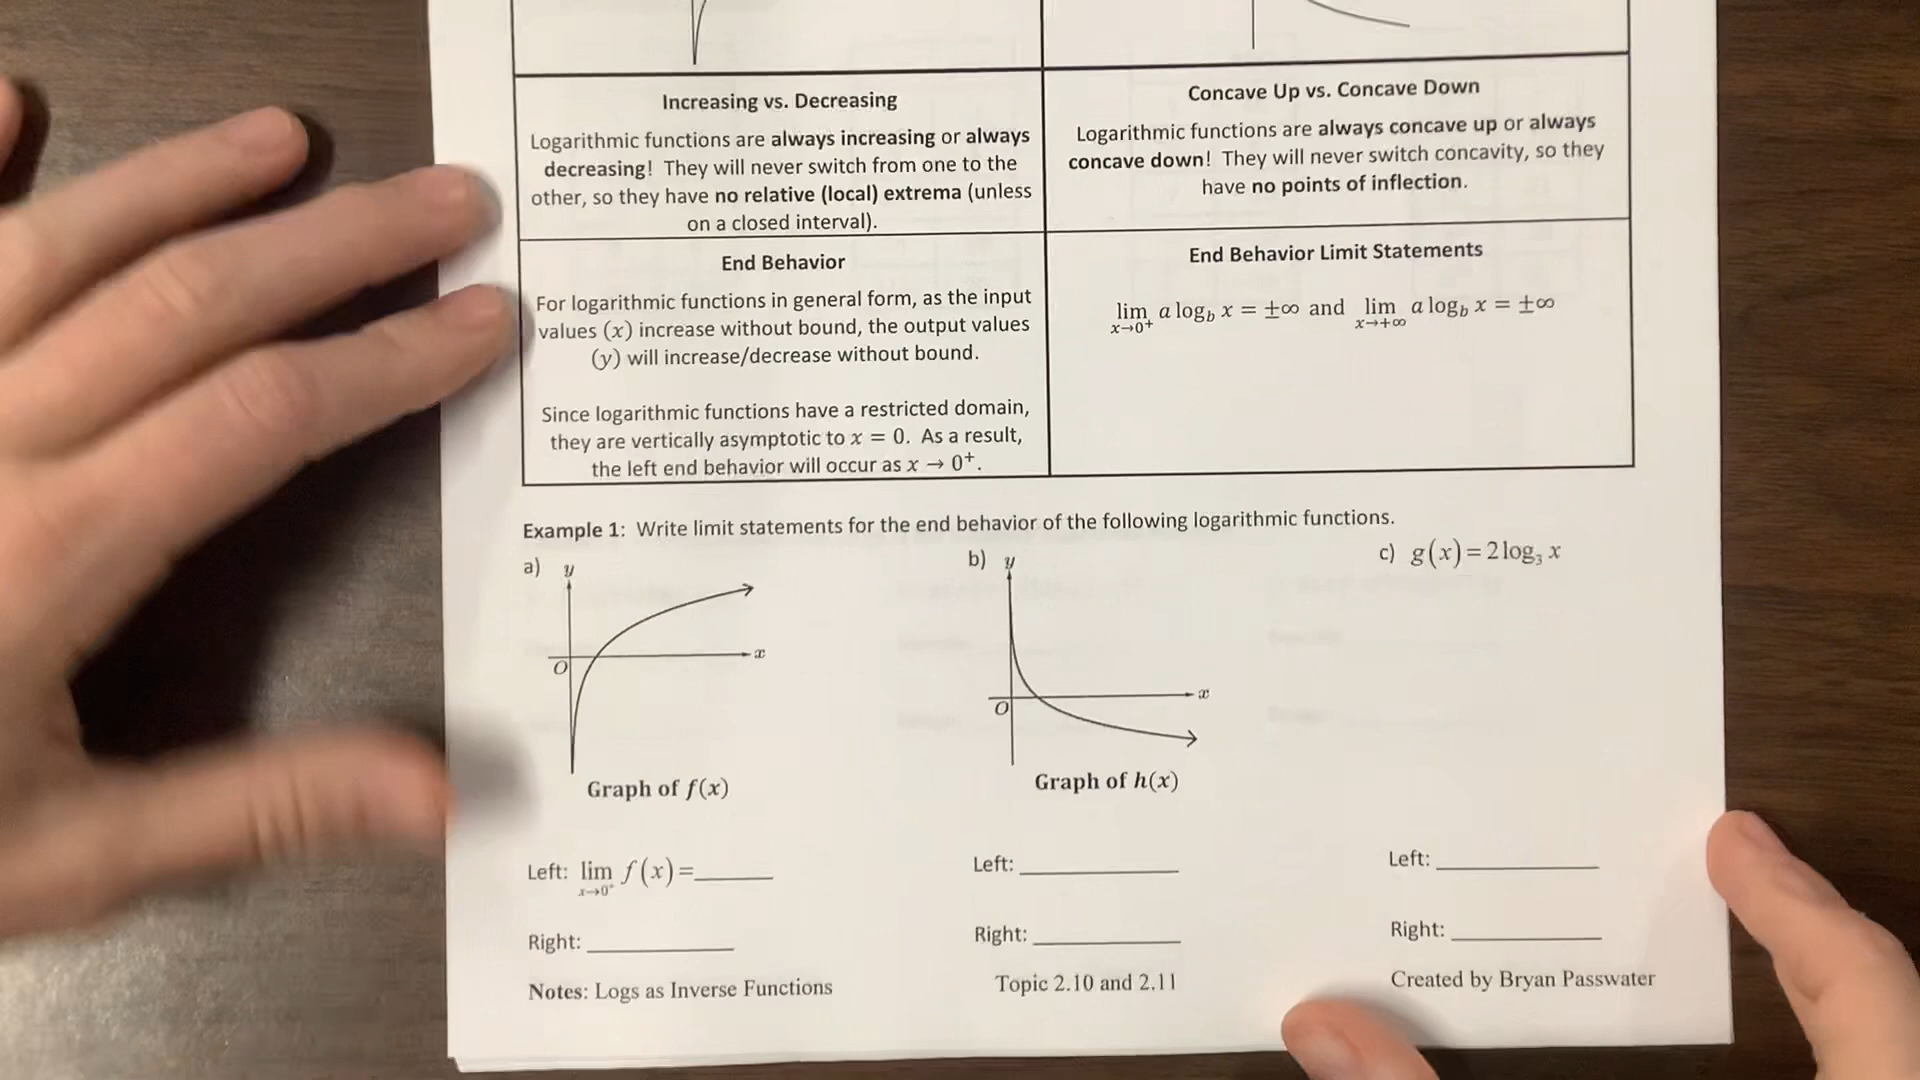 Increasing vs. Decreasing
Logarithmic functions are always increasing or always
decreasing! They will never switch from one to the
other, so they have no relative (local) extrema (unless
on a closed interval).
Concave Up vs. Concave Down
Logarithmic functions are always concave up or always
concave down! They will never switch concavity, so they
have no points of inflection.
End Behavior
For logarithmic functions in general form, as the input
values (x) increase without bound, the output values
(y) will increase/decrease without bound.
Since logarithmic functions have a restricted domain,
they are vertically asymptotic to x = 0. As a result,
the left end behavior will occur as x → 0⁺.
End Behavior Limit Statements
lim x→0⁺ a log_b x = ±∞ and lim x→+∞ a log_b x = ±∞
Example 1: Write limit statements for the end behavior of the following logarithmic functions.
a)
y
x
O
Graph of f(x)
b)
y
x
O
Graph of h(x)
c) g(x) = 2 log₃ x
Left: lim x→0⁺ f(x) = ______
Left: ______
Left: ______
Right: ______
Right: ______
Right: ______
Notes: Logs as Inverse Functions
Topic 2.10 and 2.11
Created by Bryan Passwater